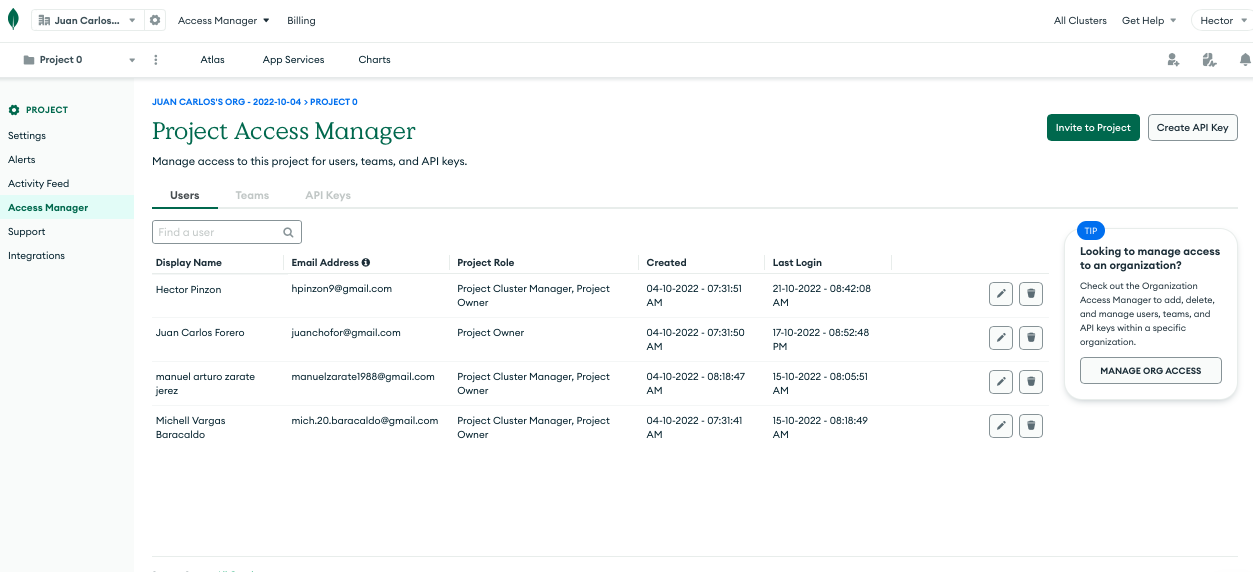 Juan Carlos... Access Manager Billing All Clusters Get Help Hector
Project 0 Atlas App Services Charts
PROJECT
Settings
Alerts
Activity Feed
Access Manager
Support
Integrations
JUAN CARLOS'S ORG - 2022-10-04 > PROJECT 0
Project Access Manager
Invite to Project Create API Key
Manage access to this project for users, teams, and API keys.
Users Teams API Keys
Find a user
Display Name Email Address Project Role Created Last Login
Hector Pinzon hpinzon9@gmail.com Project Cluster Manager, Project 04-10-2022 - 07:31:51 21-10-2022 - 08:42:08
Owner AM AM
Juan Carlos Forero juanchofor@gmail.com Project Owner 04-10-2022 - 07:31:50 17-10-2022 - 08:52:48
AM PM
manuel arturo zarate manuelzarate1988@gmail.com Project Cluster Manager, Project 04-10-2022 - 08:18:47 15-10-2022 - 08:05:51
jerez Owner AM AM
Michell Vargas mich.20.baracaldo@gmail.com Project Cluster Manager, Project 04-10-2022 - 07:31:41 15-10-2022 - 08:18:49
Baracaldo Owner AM AM
TIP
Looking to manage access
to an organization?
Check out the Organization
Access Manager to add, delete,
and manage users, teams, and
API keys within a specific
organization.
MANAGE ORG ACCESS